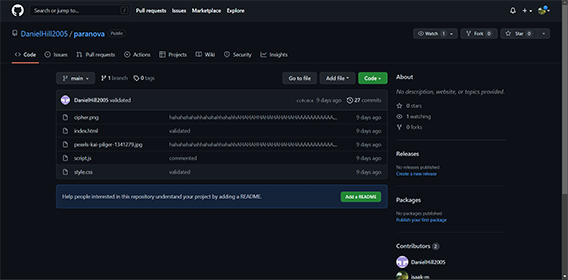 Search or jump to...
Pull requests Issues Marketplace Explore
DanielHill2005 / paranova Public
Watch 1 Fork 0 Star 0
Code Issues Pull requests Actions Projects Wiki Security Insights
main 1 branch 0 tags Go to file Add file Code
About
No description, website, or topics provided.
DanielHill2005 validated 9 days ago 27 commits
0 stars
cipher.png 9 days ago
1 watching
index.html validated 9 days ago
0 forks
pexels-kai-pilger-1341279.jpg 9 days ago
script.js commented 9 days ago
Releases
style.css validated 9 days ago
No releases published
Create a new release
Help people interested in this repository understand your project by adding a README. Add a README
Packages
No packages published
Publish your first package
Contributors 2
DanielHill2005
isaak-m